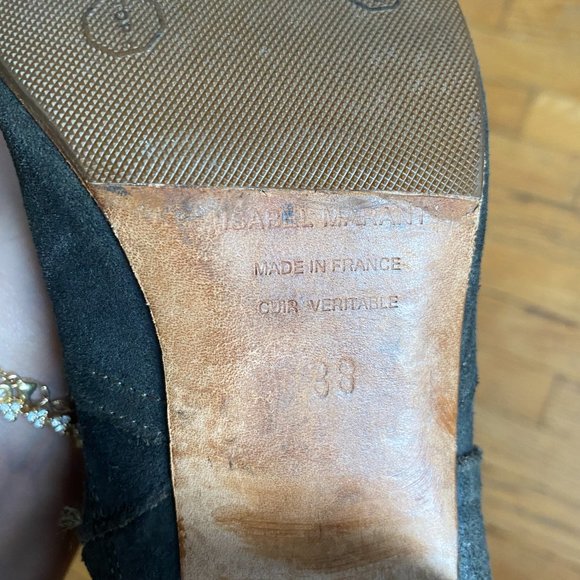 ISABEL MARANT
MADE IN FRANCE
CUIR VERITABLE
38